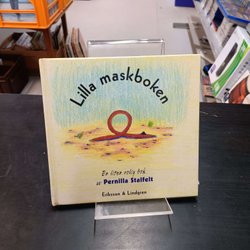 Lilla maskboken
En liten rolig bok
av Pernilla Stalfelt
Eriksson & Lindgren